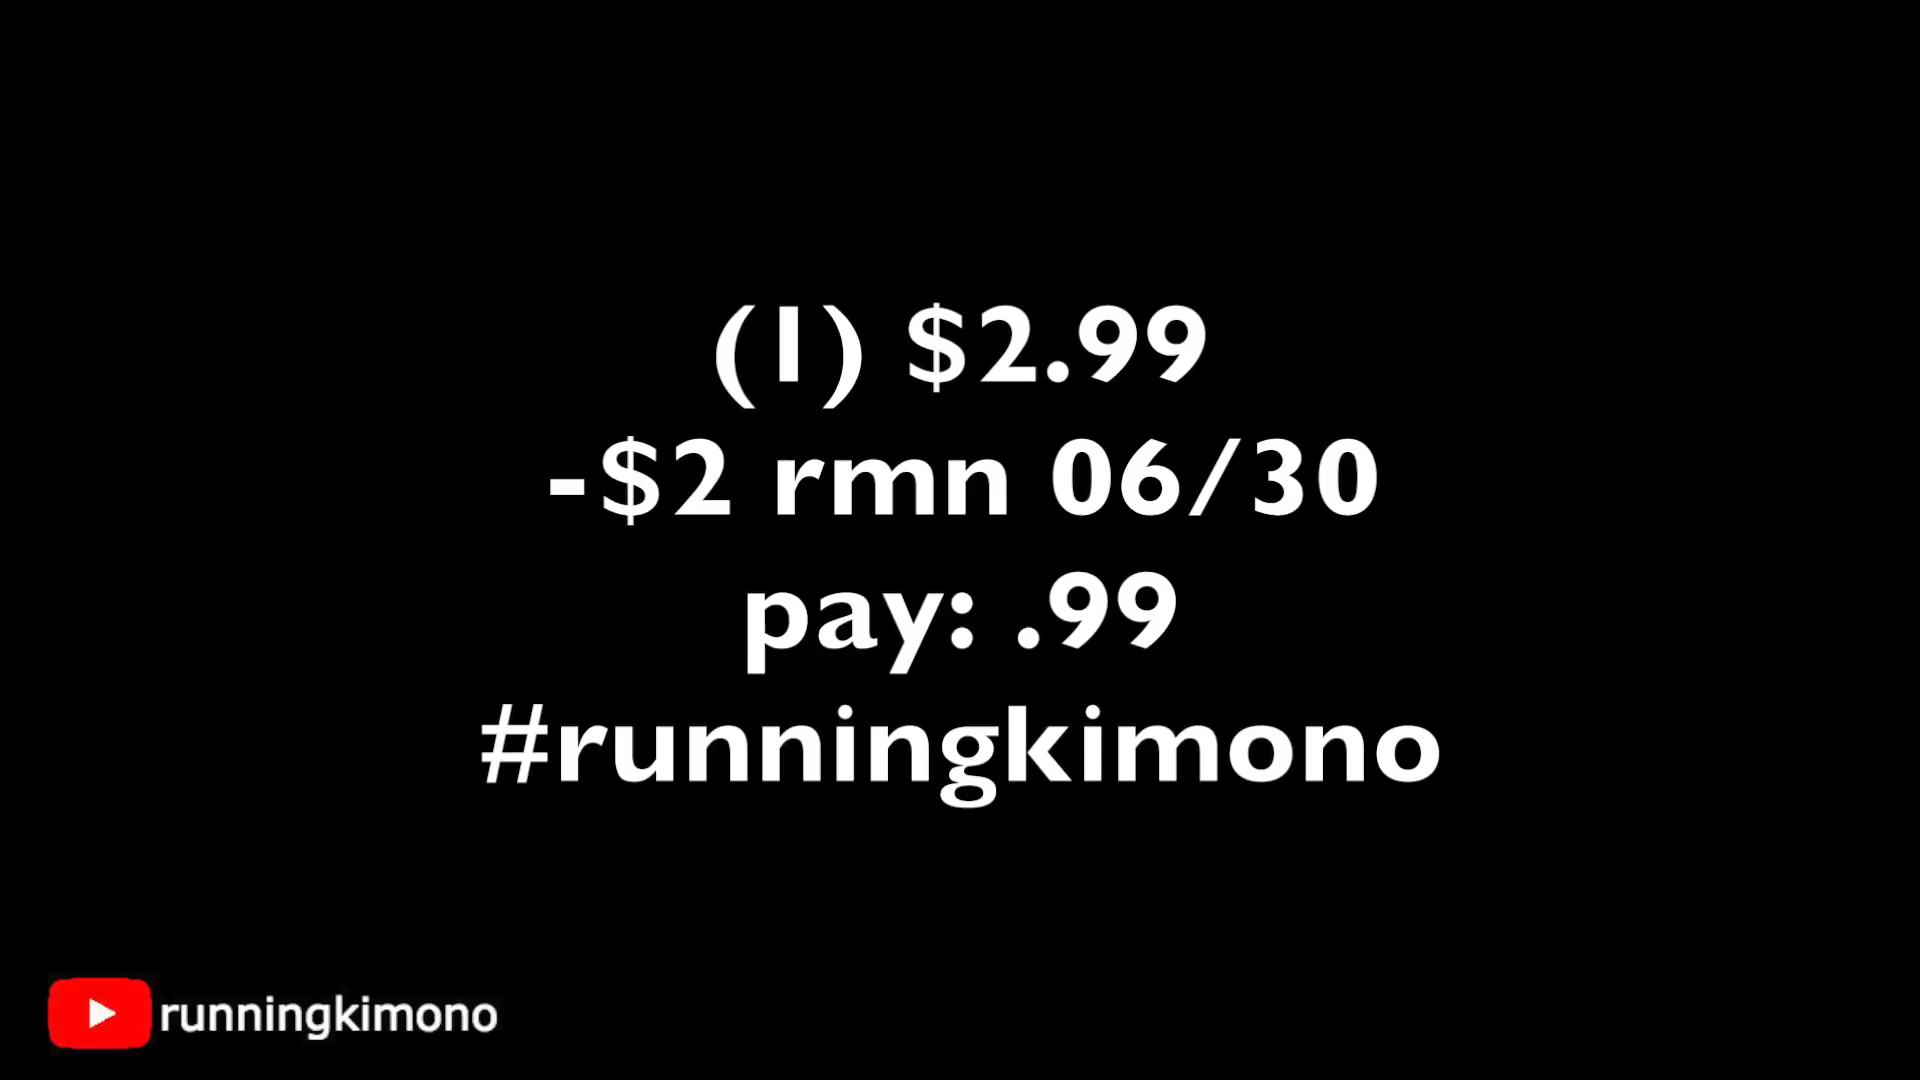 (1) $2.99
-$2 rmn 06/30
pay: .99
#runningkimono
runningkimono